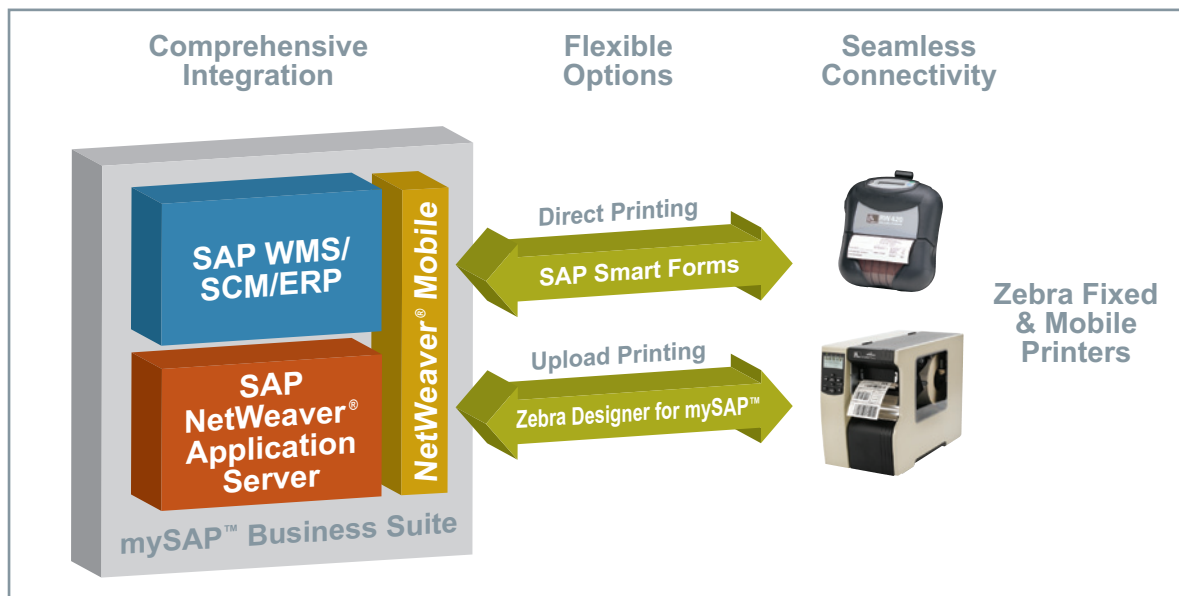 Comprehensive
Integration
Flexible
Options
Seamless
Connectivity
SAP WMS/
SCM/ERP
SAP
NetWeaver®
Application
Server
NetWeaver® Mobile
mySAP™ Business Suite
Direct Printing
SAP Smart Forms
Upload Printing
Zebra Designer for mySAP™
Zebra Fixed
& Mobile
Printers